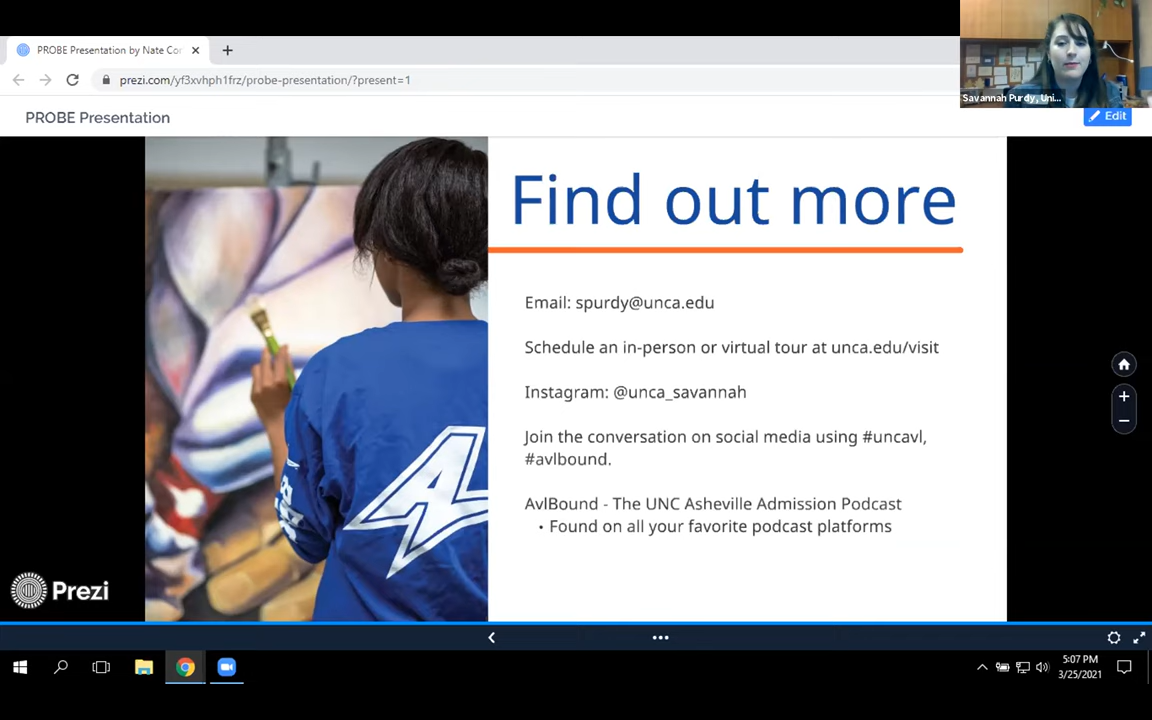 PROBE Presentation by Nate Co
prezi.com/yf3xvhph1frz/probe-presentation/?present=1
Savannah Purdy, Uni...
PROBE Presentation
Edit
Find out more
Email: spurdy@unca.edu
Schedule an in-person or virtual tour at unca.edu/visit
Instagram: @unca_savannah
Join the conversation on social media using #uncavl,
#avlbound.
AvlBound - The UNC Asheville Admission Podcast
• Found on all your favorite podcast platforms
A
Prezi
5:07 PM
3/25/2021